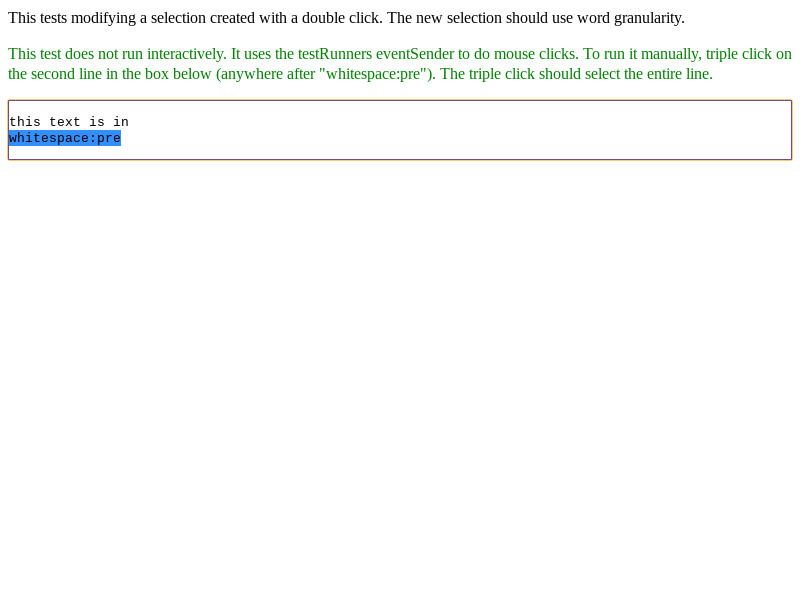 This tests modifying a selection created with a double click. The new selection should use word granularity.
This test does not run interactively. It uses the testRunners eventSender to do mouse clicks. To run it manually, triple click on
the second line in the box below (anywhere after "whitespace:pre"). The triple click should select the entire line.
this text is in
whitespace:pre